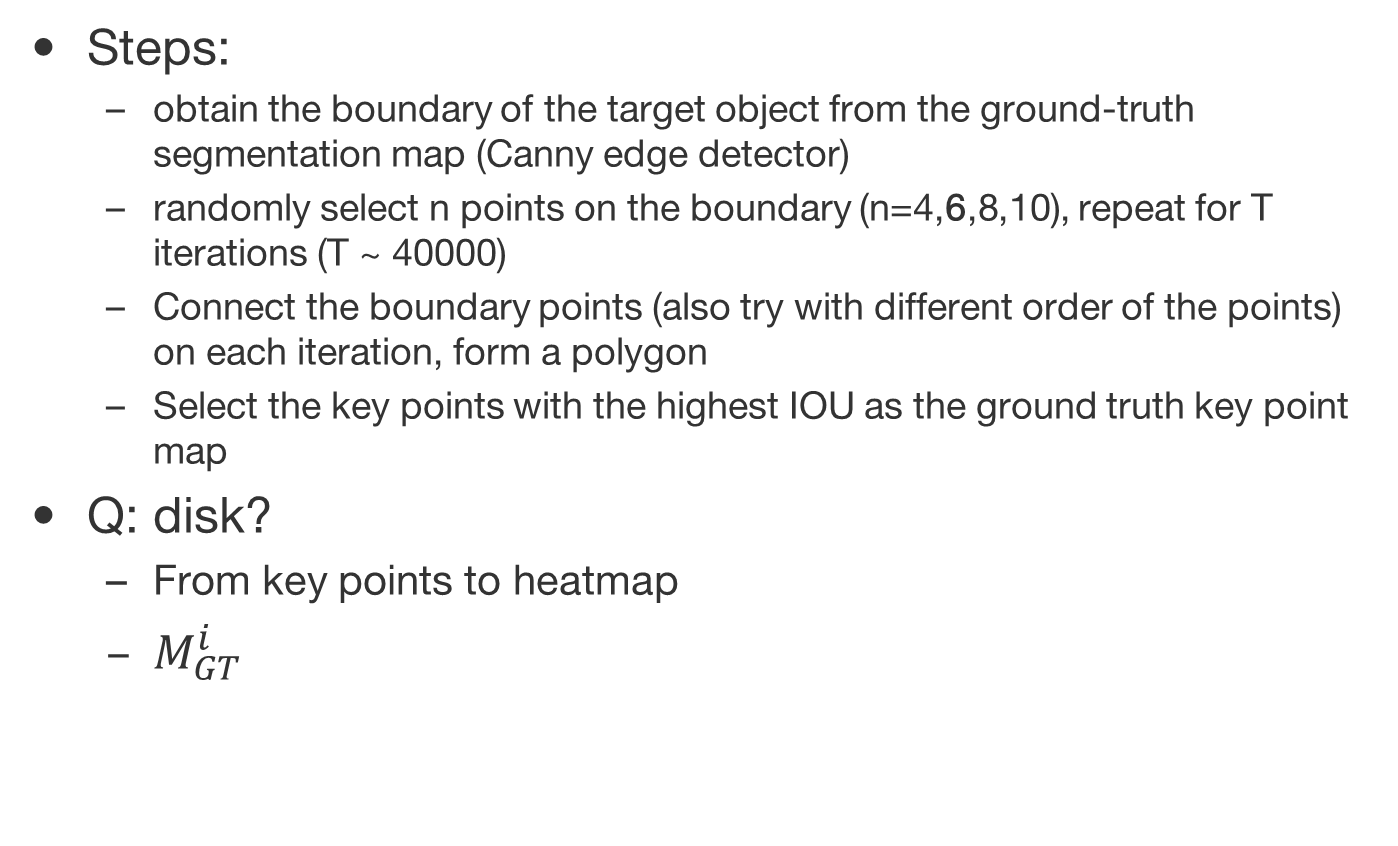 • Steps:
– obtain the boundary of the target object from the ground-truth
segmentation map (Canny edge detector)
– randomly select n points on the boundary (n=4,6,8,10), repeat for T
iterations (T ~ 40000)
– Connect the boundary points (also try with different order of the points)
on each iteration, form a polygon
– Select the key points with the highest IOU as the ground truth key point
map
• Q: disk?
– From key points to heatmap
– $M_{GT}^{i}$